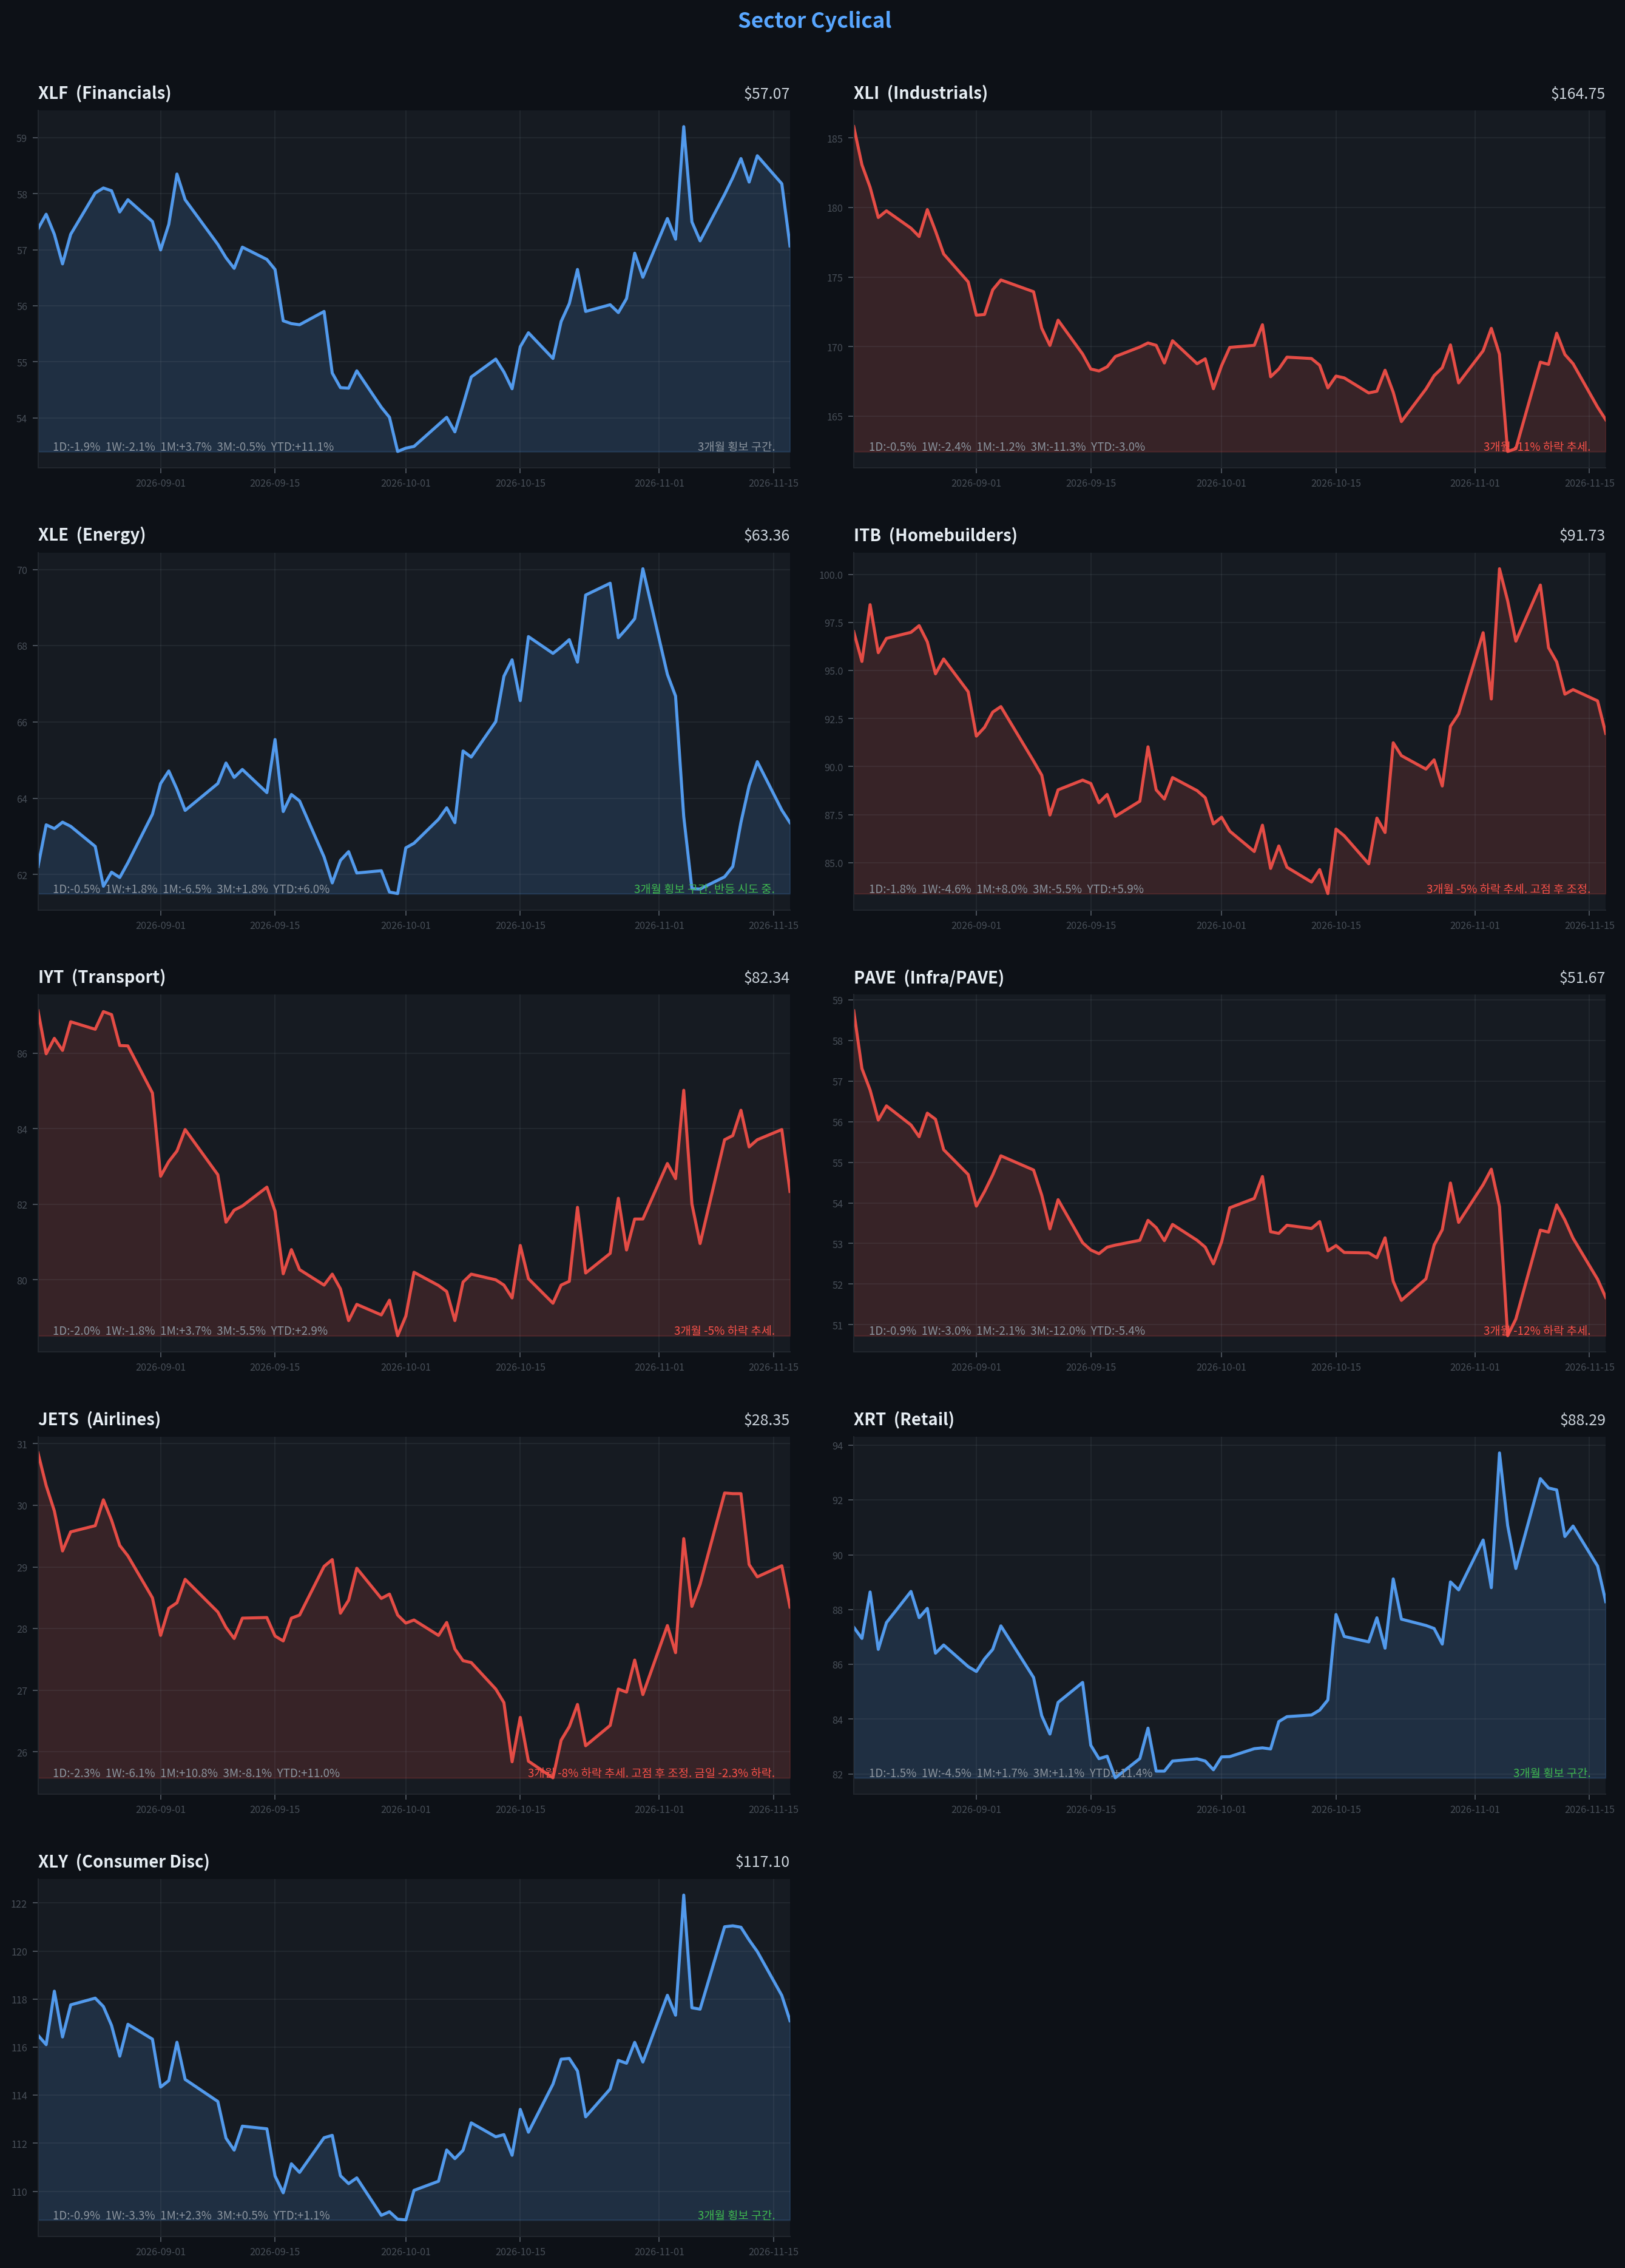 Sector Cyclical
XLF (Financials) $57.07
59
58
57
56
55
54
1D:-1.9% 1W:-2.1% 1M:+3.7% 3M:-0.5% YTD:+11.1% 3개월 횡보 구간.
2026-09-01 2026-09-15 2026-10-01 2026-10-15 2026-11-01 2026-11-15
XLI (Industrials) $164.75
185
180
175
170
165
1D:-0.5% 1W:-2.4% 1M:-1.2% 3M:-11.3% YTD:-3.0% 3개월 -11% 하락 추세.
2026-09-01 2026-09-15 2026-10-01 2026-10-15 2026-11-01 2026-11-15
XLE (Energy) $63.36
70
68
66
64
62
1D:-0.5% 1W:+1.8% 1M:-6.5% 3M:+1.8% YTD:+6.0% 3개월 횡보 구간. 반등 시도 중.
2026-09-01 2026-09-15 2026-10-01 2026-10-15 2026-11-01 2026-11-15
ITB (Homebuilders) $91.73
100.0
97.5
95.0
92.5
90.0
87.5
85.0
1D:-1.8% 1W:-4.6% 1M:+8.0% 3M:-5.5% YTD:+5.9% 3개월 -5% 하락 추세. 고점 후 조정.
2026-09-01 2026-09-15 2026-10-01 2026-10-15 2026-11-01 2026-11-15
IYT (Transport) $82.34
86
84
82
80
1D:-2.0% 1W:-1.8% 1M:+3.7% 3M:-5.5% YTD:+2.9% 3개월 -5% 하락 추세.
2026-09-01 2026-09-15 2026-10-01 2026-10-15 2026-11-01 2026-11-15
PAVE (Infra/PAVE) $51.67
59
58
57
56
55
54
53
52
51
1D:-0.9% 1W:-3.0% 1M:-2.1% 3M:-12.0% YTD:-5.4% 3개월 -12% 하락 추세.
2026-09-01 2026-09-15 2026-10-01 2026-10-15 2026-11-01 2026-11-15
JETS (Airlines) $28.35
31
30
29
28
27
26
1D:-2.3% 1W:-6.1% 1M:+10.8% 3M:-8.1% YTD:+11.0% 3개월 -8% 하락 추세. 고점 후 조정. 금일 -2.3% 하락.
2026-09-01 2026-09-15 2026-10-01 2026-10-15 2026-11-01 2026-11-15
XRT (Retail) $88.29
94
92
90
88
86
84
82
1D:-1.5% 1W:-4.5% 1M:+1.7% 3M:+1.1% YTD:+11.4% 3개월 횡보 구간.
2026-09-01 2026-09-15 2026-10-01 2026-10-15 2026-11-01 2026-11-15
XLY (Consumer Disc) $117.10
122
120
118
116
114
112
110
1D:-0.9% 1W:-3.3% 1M:+2.3% 3M:+0.5% YTD:+1.1% 3개월 횡보 구간.
2026-09-01 2026-09-15 2026-10-01 2026-10-15 2026-11-01 2026-11-15